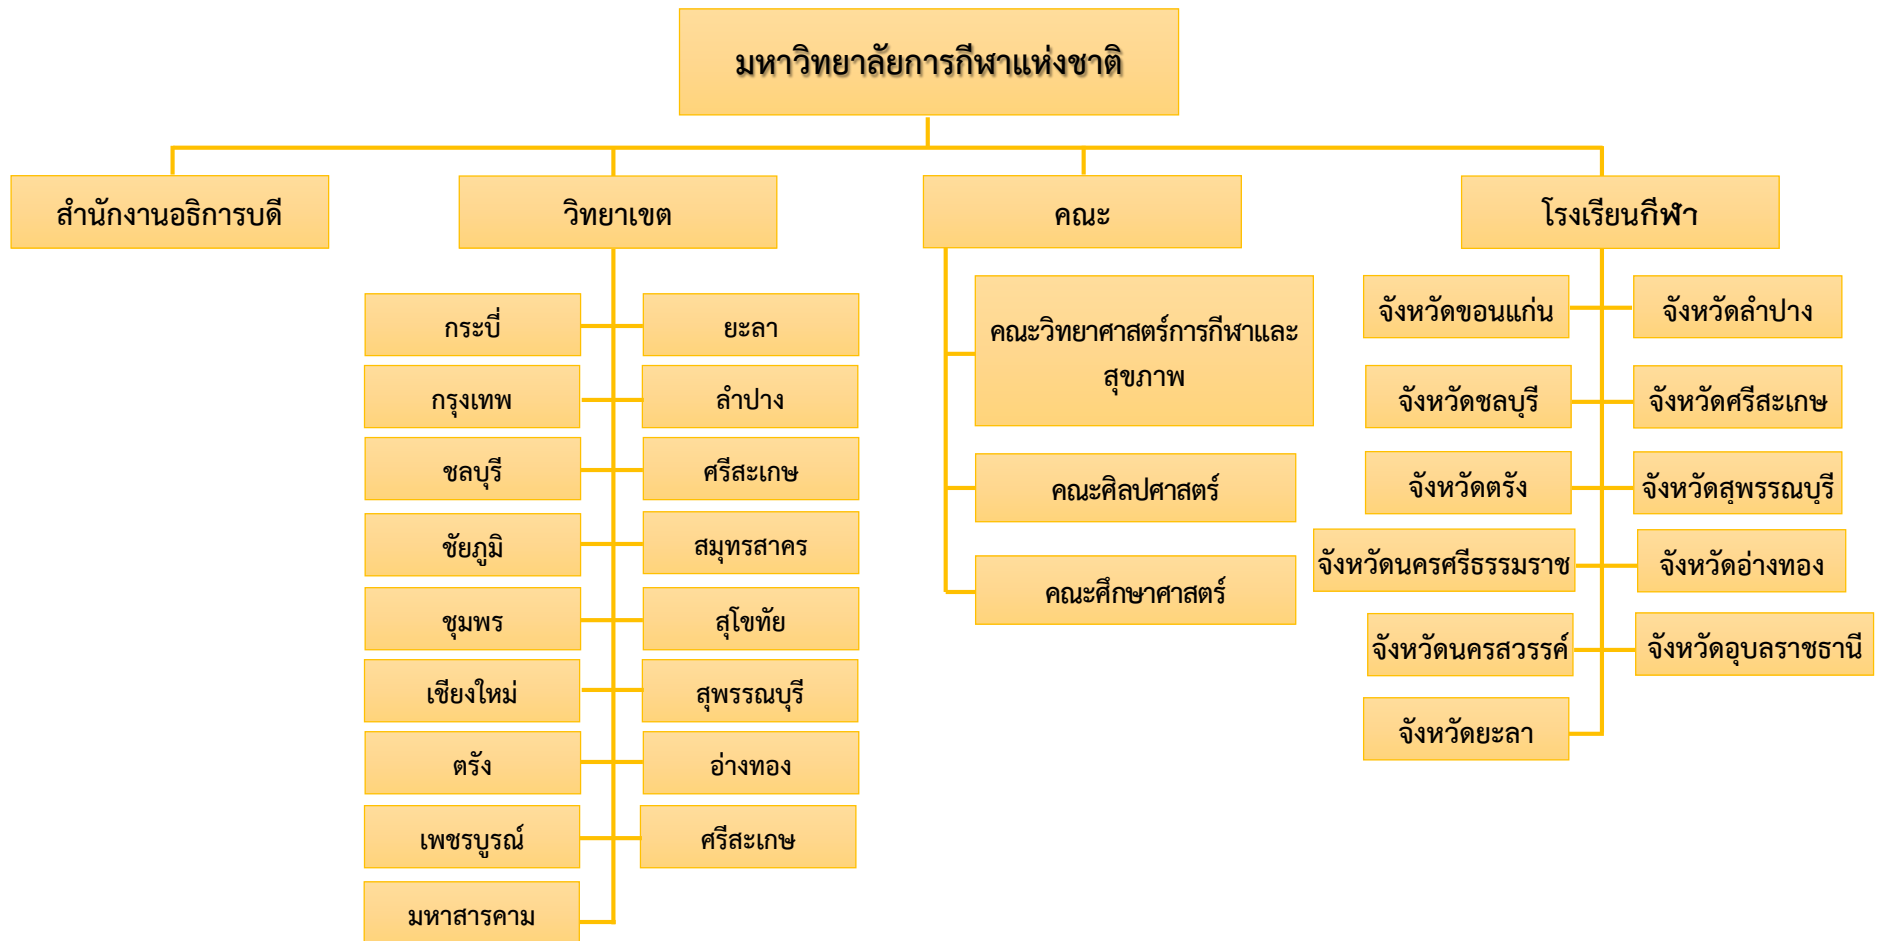 มหาวิทยาลัยการกีฬาแห่งชาติ
สำนักงานอธิการบดี
วิทยาเขต
คณะ
โรงเรียนกีฬา
กระบี่
ยะลา
กรุงเทพ
ลำปาง
ชลบุรี
ศรีสะเกษ
ชัยภูมิ
สมุทรสาคร
ชุมพร
สุโขทัย
เชียงใหม่
สุพรรณบุรี
ตรัง
อ่างทอง
เพชรบูรณ์
ศรีสะเกษ
มหาสารคาม
คณะวิทยาศาสตร์การกีฬาและ
สุขภาพ
คณะศิลปศาสตร์
คณะศึกษาศาสตร์
จังหวัดขอนแก่น
จังหวัดลำปาง
จังหวัดชลบุรี
จังหวัดศรีสะเกษ
จังหวัดตรัง
จังหวัดสุพรรณบุรี
จังหวัดนครศรีธรรมราช
จังหวัดอ่างทอง
จังหวัดนครสวรรค์
จังหวัดอุบลราชธานี
จังหวัดยะลา